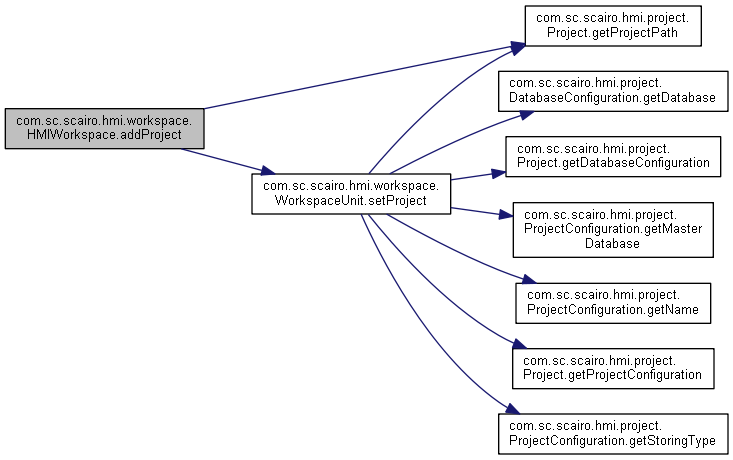 com.sc.scairo.hmi.project.
Project.getProjectPath
com.sc.scairo.hmi.project.
DatabaseConfiguration.getDatabase
com.sc.scairo.hmi.workspace.
HMIWorkspace.addProject
com.sc.scairo.hmi.project.
Project.getDatabaseConfiguration
com.sc.scairo.hmi.workspace.
WorkspaceUnit.setProject
com.sc.scairo.hmi.project.
ProjectConfiguration.getMaster
Database
com.sc.scairo.hmi.project.
ProjectConfiguration.getName
com.sc.scairo.hmi.project.
Project.getProjectConfiguration
com.sc.scairo.hmi.project.
ProjectConfiguration.getStoringType